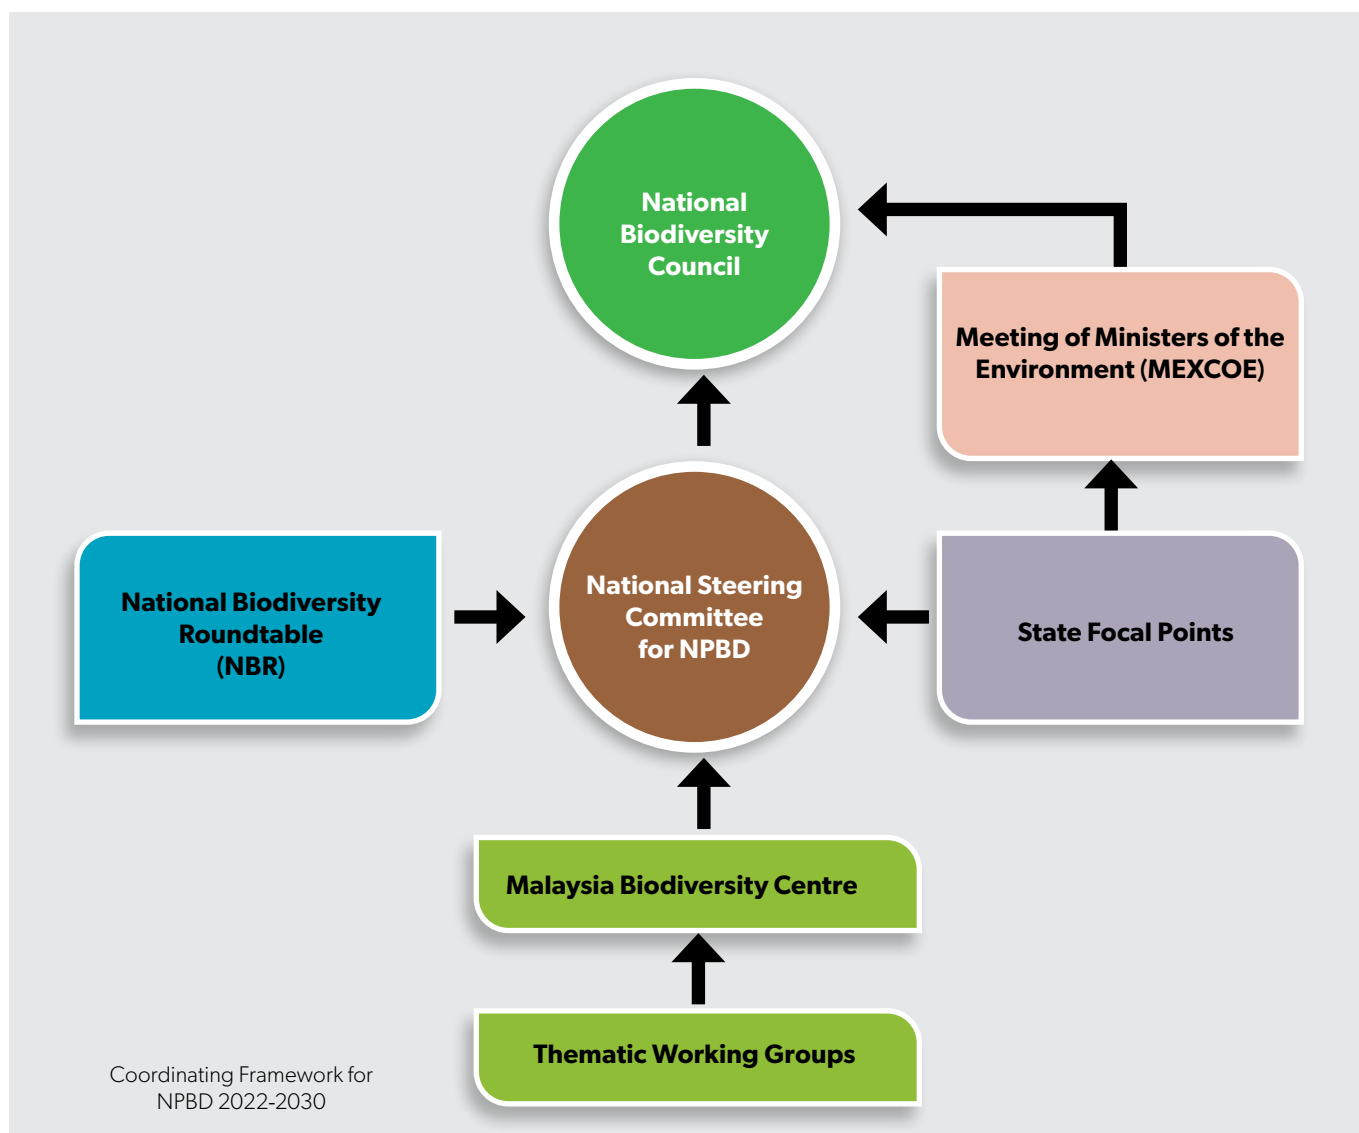 National
Biodiversity
Council
Meeting of Ministers of the
Environment (MEXCOE)
National Biodiversity
Roundtable
(NBR)
National Steering
Committee
for NPBD
State Focal Points
Malaysia Biodiversity Centre
Thematic Working Groups
Coordinating Framework for
NPBD 2022-2030